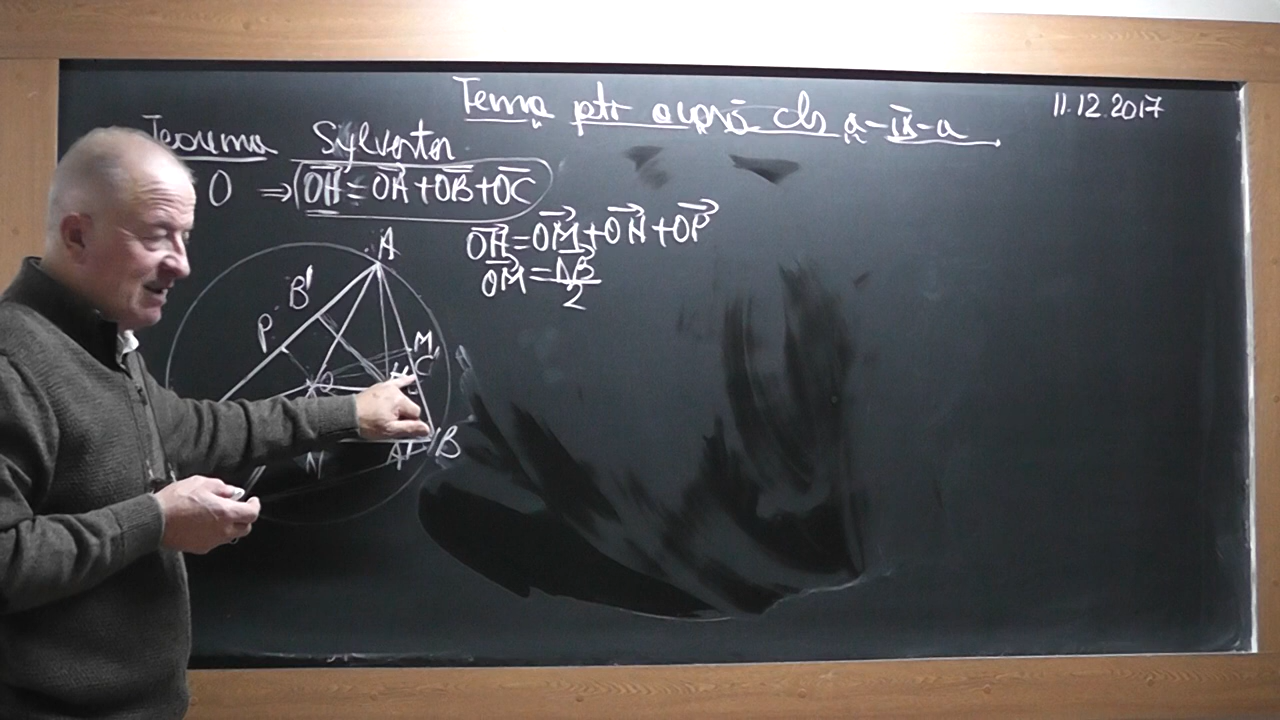 Tema ptr acasă cls a-IX-a
11.12.2017
Teorema Sylvester
O ⇒ OH = OA + OB + OC
OH = OM + ON + OP
OM = AB
2
A
B'
P
M
C'
O
H
N
A'
B